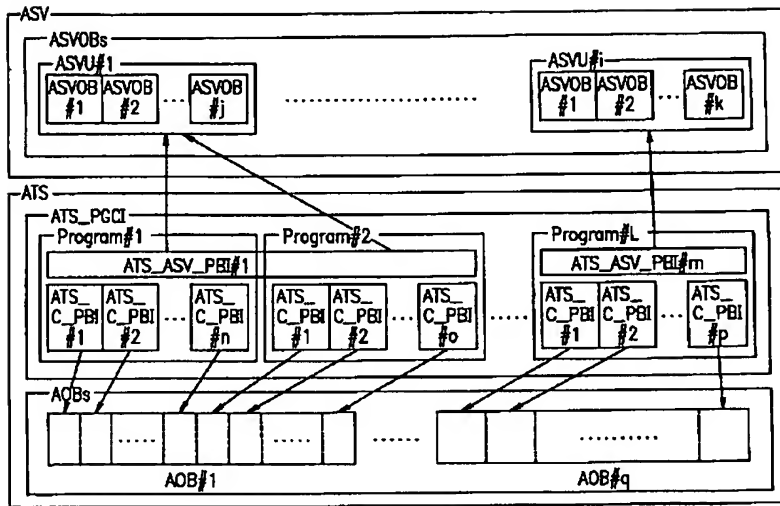 ASV
ASVOBs
ASVU#1
ASVOB #1
ASVOB #2
ASVOB #j
ASVU#i
ASVOB #1
ASVOB #2
ASVOB #k
ATS
ATS_PGCI
Program#1
Program#2
Program#L
ATS_ASV_PBI#1
ATS_ASV_PBI#m
ATS_ C_PBI #1
ATS_ C_PBI #2
ATS_ C_PBI #n
ATS_ C_PBI #1
ATS_ C_PBI #2
ATS_ C_PBI #o
ATS_ C_PBI #1
ATS_ C_PBI #2
ATS_ C_PBI #p
AOBs
AOB#1
AOB#q